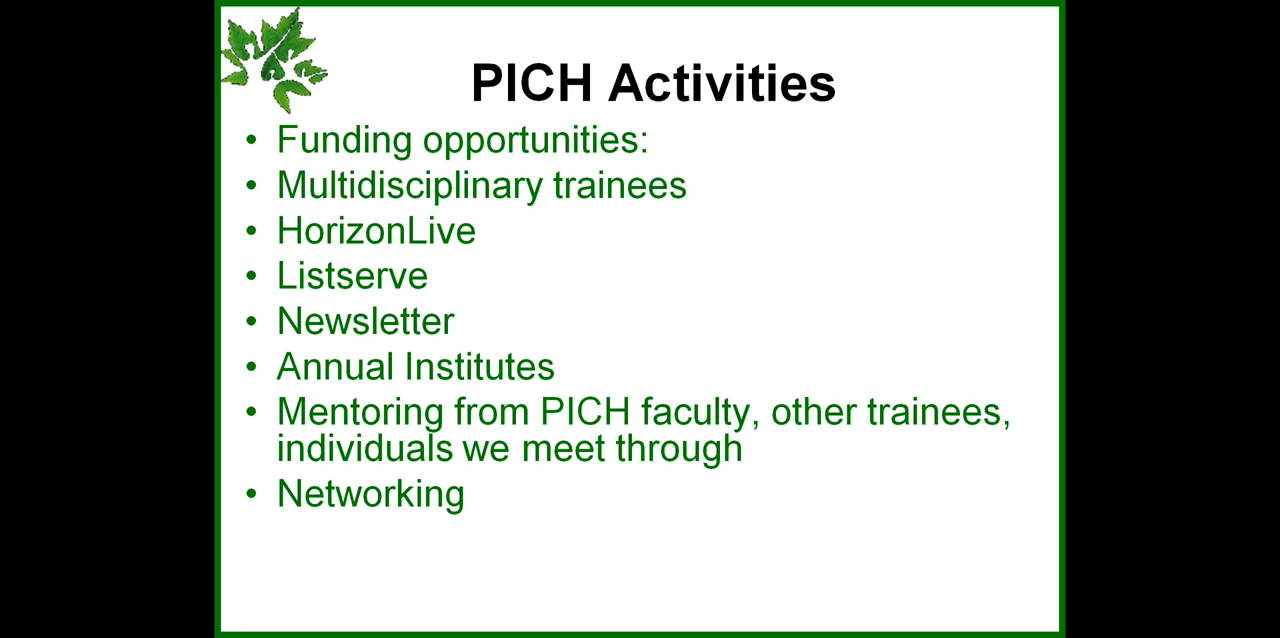 PICH Activities
• Funding opportunities:
• Multidisciplinary trainees
• HorizonLive
• Listserve
• Newsletter
• Annual Institutes
• Mentoring from PICH faculty, other trainees,
individuals we meet through
• Networking